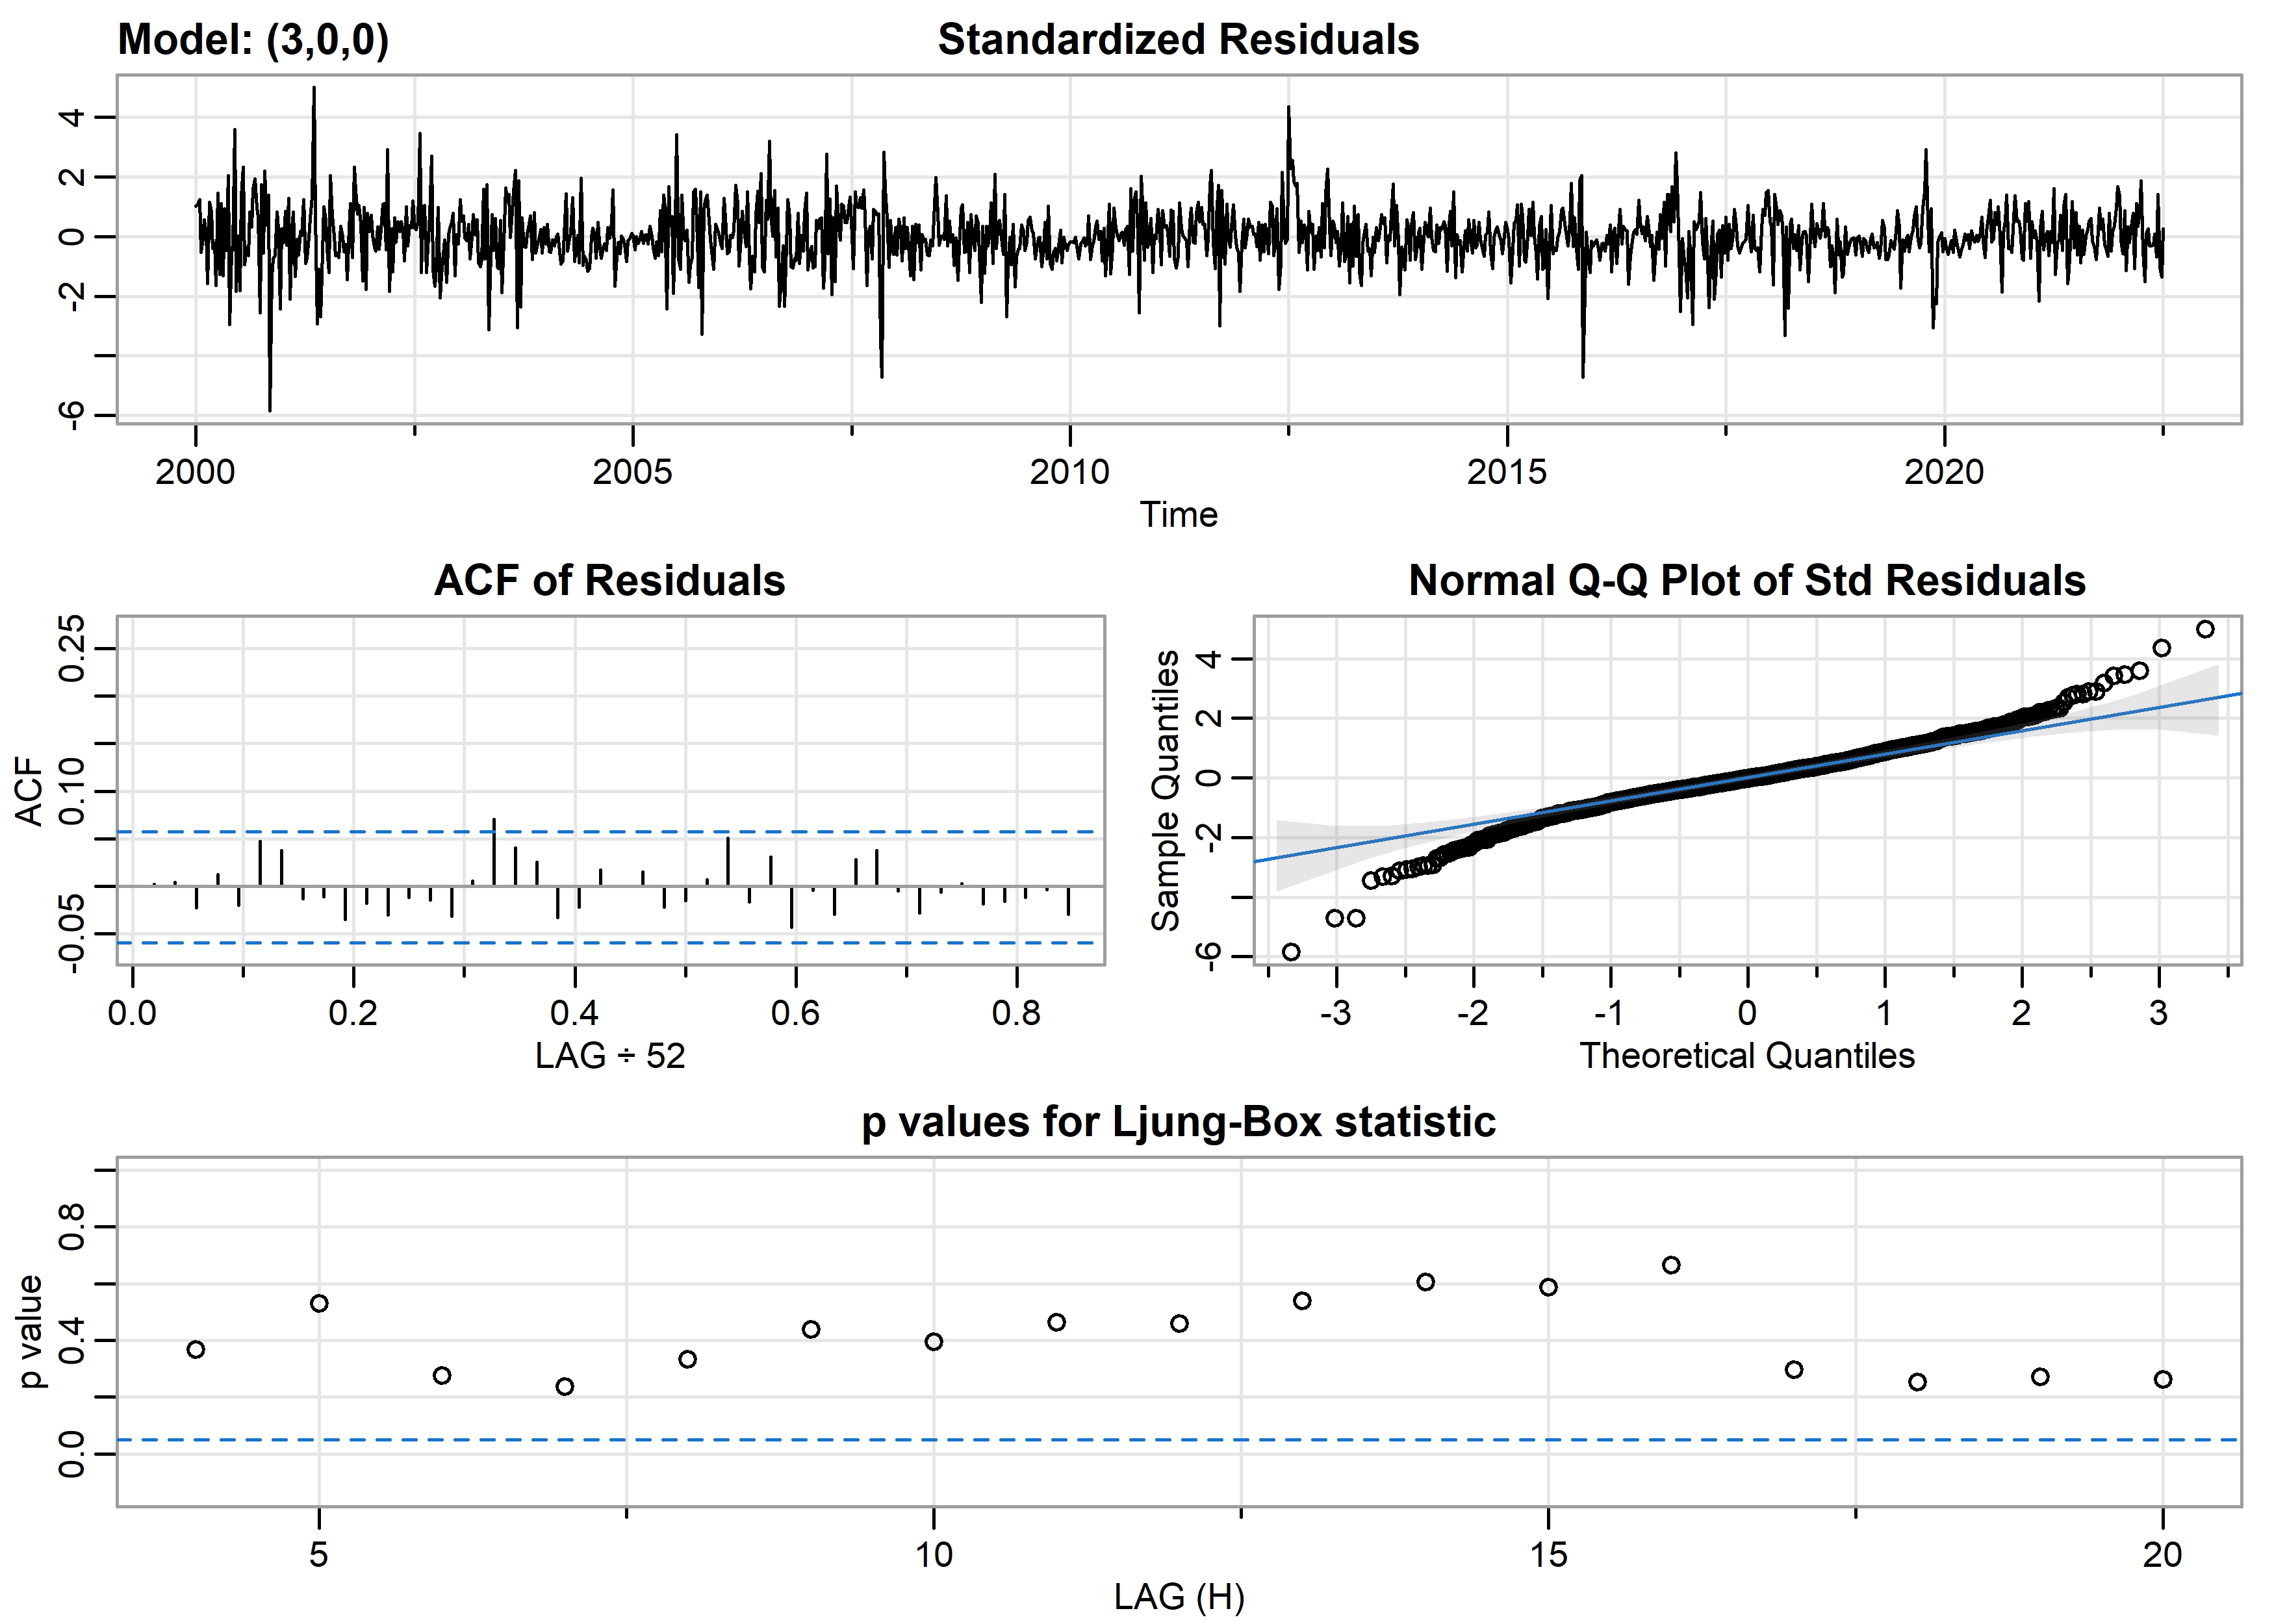 Model: (3,0,0) Standardized Residuals
4
2
0
-2
-6
2000 2005 2010 2015 2020
Time
ACF of Residuals
0.25
0.10
-0.05
ACF
0.0 0.2 0.4 0.6 0.8
LAG ÷ 52
Normal Q-Q Plot of Std Residuals
4
2
0
-2
-6
Sample Quantiles
-3 -2 -1 0 1 2 3
Theoretical Quantiles
p values for Ljung-Box statistic
0.8
0.4
0.0
p value
5 10 15 20
LAG (H)